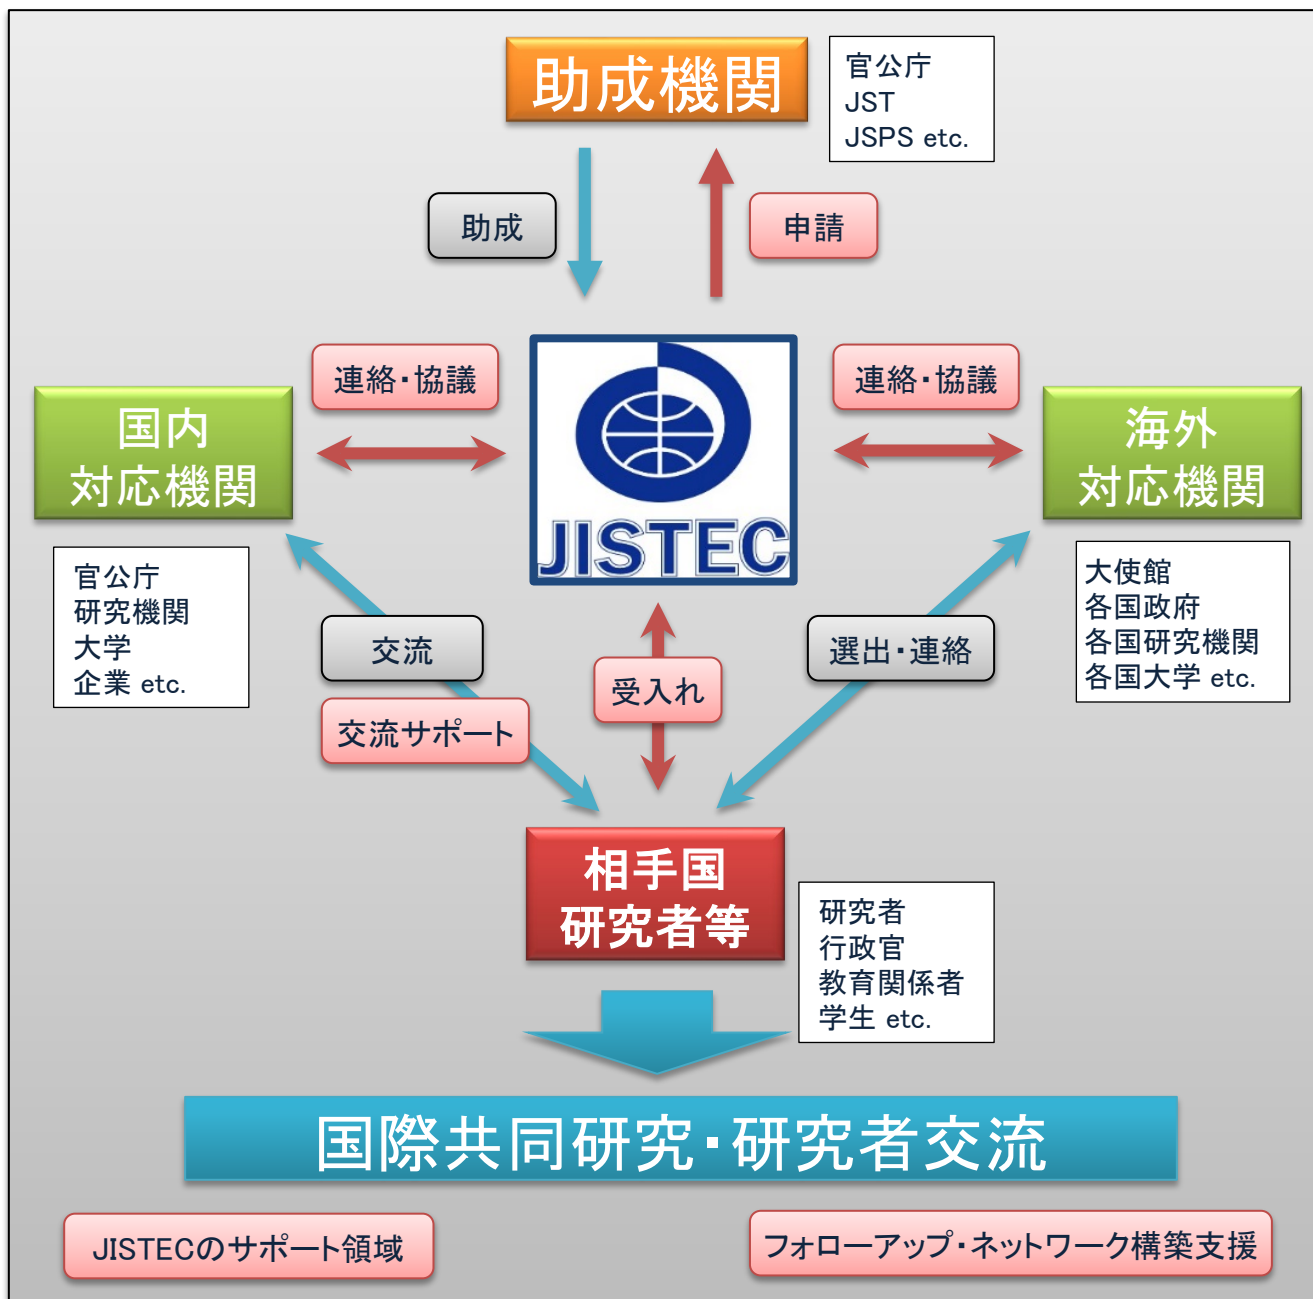 助成機関
官公庁
JST
JSPS etc.
助成
申請
連絡・協議
連絡・協議
国内
対応機関
JISTEC
海外
対応機関
官公庁
研究機関
大学
企業 etc.
大使館
各国政府
各国研究機関
各国大学 etc.
交流
交流サポート
受入れ
選出・連絡
相手国
研究者等
研究者
行政官
教育関係者
学生 etc.
国際共同研究・研究者交流
JISTECのサポート領域
フォローアップ・ネットワーク構築支援